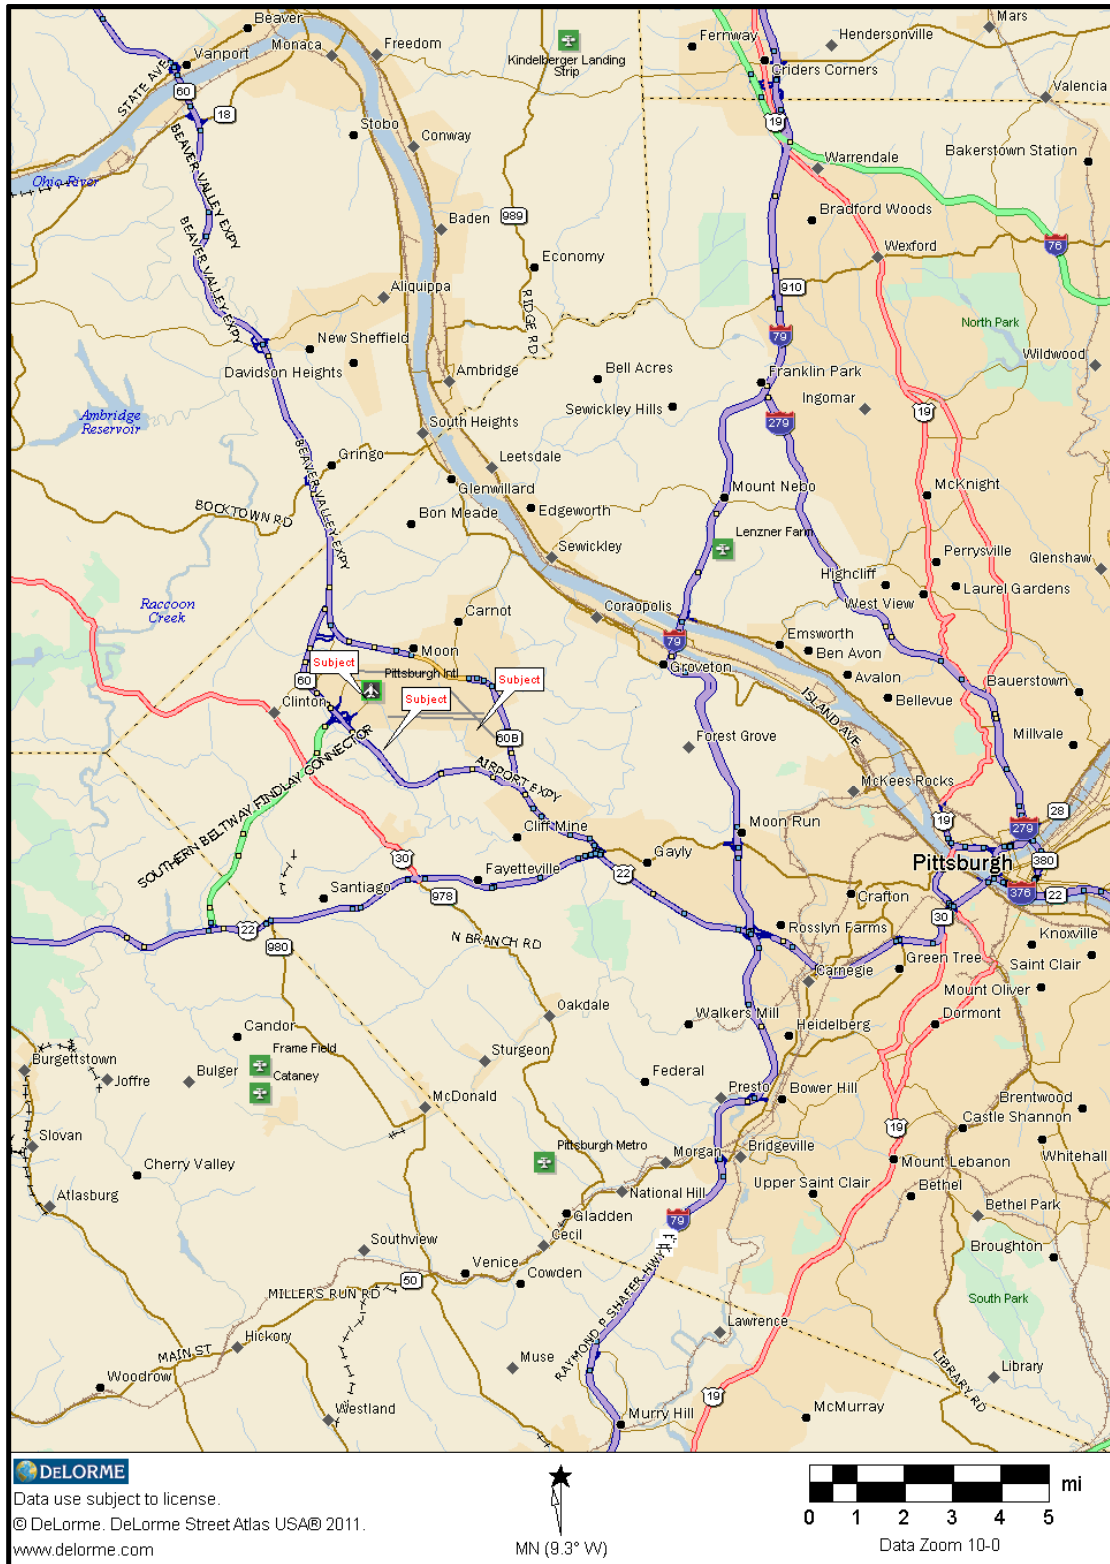 Beaver
Mars
Fernway
Hendersonville
Vanport
Monaca
Freedom
Kindelberger Landing
Strip
Criders Corners
STATE AVE
60
18
Valencia
19
Stobo
Conway
Warrendale
Bakerstown Station
BEAVER VALLEY EXPY
Ohio River
Baden
989
Bradford Woods
Wexford
76
BEAVER VALLEY EXPY
Economy
910
Aliquippa
RIDGE RD
North Park
79
New Sheffield
Davidson Heights
Wildwood
Ambridge
Bell Acres
Franklin Park
Ingomar
Sewickley Hills
19
279
Ambridge
Reservoir
South Heights
Gringo
BEAVER VALLEY EXPY
Leetsdale
Glenwillard
Mount Nebo
McKnight
BOCKTOWN RD
Bon Meade
Edgeworth
Lenzner Farm
Sewickley
Perrysville
Glenshaw
Highcliff
Laurel Gardens
West View
Raccoon
Creek
Carnot
Coraopolis
79
Emsworth
Moon
Groveton
Ben Avon
Subject
Pittsburgh Intl
Subject
Avalon
Bauerstown
60
Subject
Bellevue
Clinton
ISLAND AVE
60B
Forest Grove
Millvale
SOUTHERN BELTWAY FINDLAY CONNECTOR
AIRPORT EXPY
McKees Rocks
19
28
Cliff Mine
Moon Run
279
30
Gayly
Pittsburgh
380
Fayetteville
22
Santiago
978
Crafton
376
22
30
22
Rosslyn Farms
Knoxville
980
N BRANCH RD
Green Tree
Saint Clair
Carnegie
Mount Oliver
Oakdale
Walkers Mill
Dormont
Candor
Heidelberg
Frame Field
Sturgeon
Burgettstown
Joffre
Bulger
Cataney
Federal
Presto
Bower Hill
McDonald
Brentwood
Castle Shannon
19
Slovan
Pittsburgh Metro
Morgan
Bridgeville
Whitehall
Cherry Valley
Mount Lebanon
National Hill
Upper Saint Clair
Bethel
Atlasburg
Gladden
79
Bethel Park
Southview
Cecil
Broughton
Venice
Cowden
50
MILLERS RUN RD
RAYMOND P SHAFER HWY
South Park
Lawrence
MAIN ST
Hickory
Muse
LIBRARY RD
Library
Woodrow
19
Westland
Murry Hill
McMurray
DELORME
Data use subject to license.
© DeLorme. DeLorme Street Atlas USA® 2011.
www.delorme.com
MN (9.3° W)
mi
0 1 2 3 4 5
Data Zoom 10-0